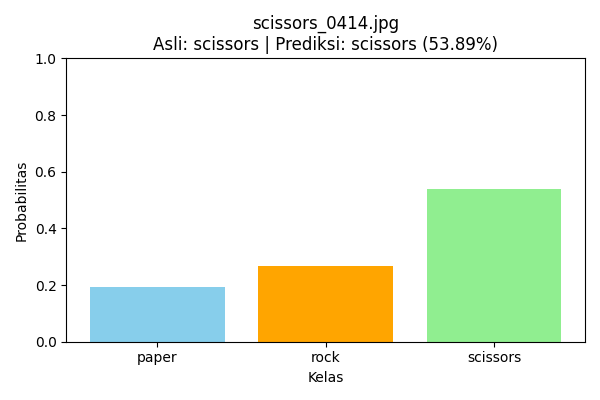 scissors_0414.jpg
Asli: scissors | Prediksi: scissors (53.89%)
1.0
0.8
0.6
0.4
0.2
0.0
Probabilitas
paper rock scissors
Kelas